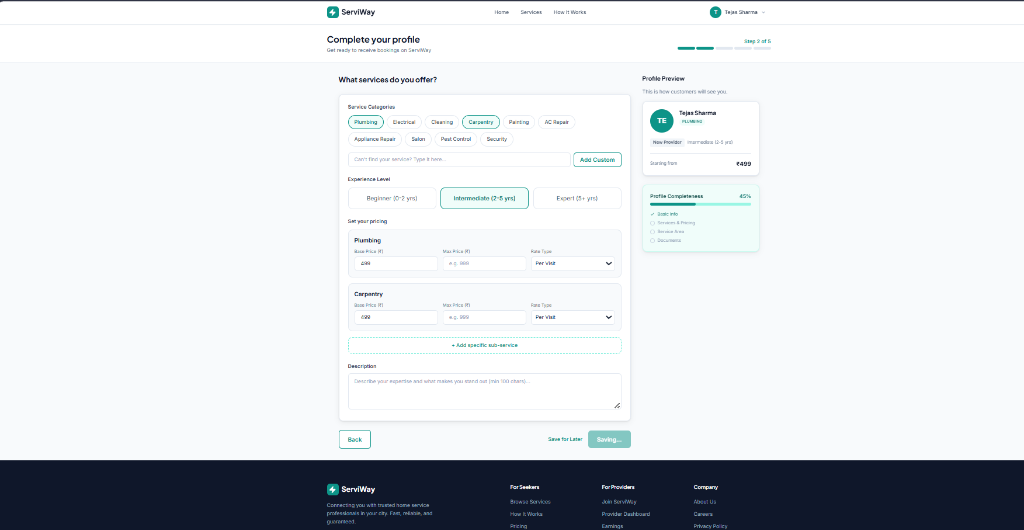 ServiWay
Home Services How It Works
T Tejas Sharma
Complete your profile
Get ready to receive bookings on ServiWay
Step 2 of 5
What services do you offer?
Service Categories
Plumbing Electrical Cleaning Carpentry Painting AC Repair
Appliance Repair Salon Pest Control Security
Can't find your service? Type it here...
Add Custom
Experience Level
Beginner (0-2 yrs) Intermediate (2-5 yrs) Expert (5+ yrs)
Set your pricing
Plumbing
Base Price (₹) Max Price (₹) Rate Type
499 e.g. 999 Per Visit
Carpentry
Base Price (₹) Max Price (₹) Rate Type
499 e.g. 999 Per Visit
+ Add specific sub-service
Description
Describe your expertise and what makes you stand out (min 100 chars)...
Back
Save for Later
Saving...
Profile Preview
This is how customers will see you.
TE
Tejas Sharma
PLUMBING
New Provider Intermediate (2-5 yrs)
Starting from ₹499
Profile Completeness 45%
✓ Basic Info
Services & Pricing
Service Area
Documents
ServiWay
Connecting you with trusted home service
professionals in your city. Fast, reliable, and
guaranteed.
For Seekers
Browse Services
How It Works
Pricing
For Providers
Join ServiWay
Provider Dashboard
Earnings
Company
About Us
Careers
Privacy Policy